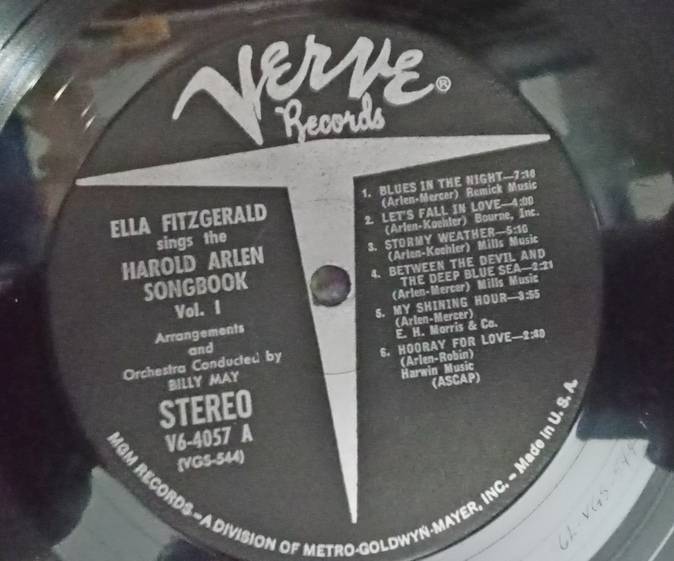 Verve®
Records
ELLA FITZGERALD
sings the
HAROLD ARLEN
SONGBOOK
Vol. 1
Arrangements
and
Orchestra Conducted by
BILLY MAY
STEREO
V6-4057 A
(VGS-544)
1. BLUES IN THE NIGHT—7:10
(Arlen-Mercer) Remick Music
2. LET'S FALL IN LOVE—4:00
(Arlen-Koehler) Bourne, Inc.
3. STORMY WEATHER—5:10
(Arlen-Koehler) Mills Music
4. BETWEEN THE DEVIL AND
THE DEEP BLUE SEA—2:21
(Arlen-Mercer) Mills Music
5. MY SHINING HOUR—3:55
(Arlen-Mercer)
E. H. Morris & Co.
6. HOORAY FOR LOVE—2:40
(Arlen-Robin)
Harwin Music
(ASCAP)
MGM RECORDS—A DIVISION OF METRO-GOLDWYN-MAYER, INC. – Made in U. S. A.